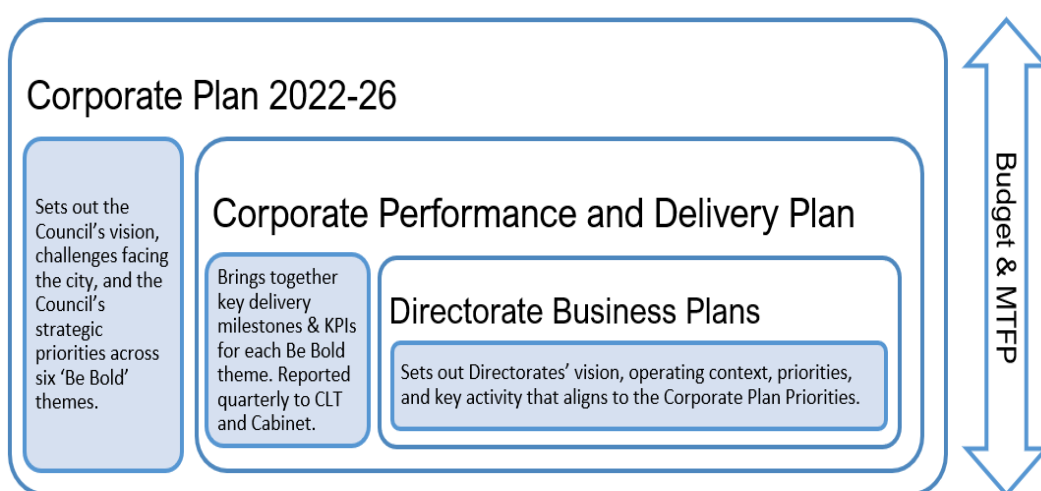 Corporate Plan 2022-26
Sets out the
Council's vision,
challenges facing
the city, and the
Council's
strategic
priorities across
six ‘Be Bold’
themes.
Corporate Performance and Delivery Plan
Brings together
key delivery
milestones & KPIs
for each Be Bold
theme. Reported
quarterly to CLT
and Cabinet.
Directorate Business Plans
Sets out Directorates’ vision, operating context, priorities,
and key activity that aligns to the Corporate Plan Priorities.
Budget & MTFP